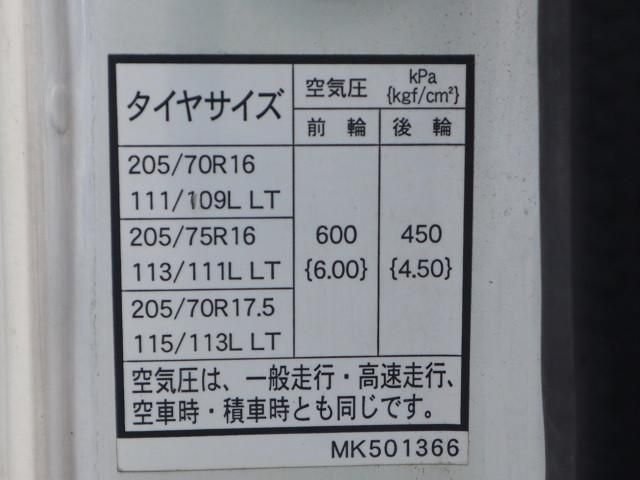 タイヤサイズ
空気圧 kPa
{kgf/cm²}
前輪 後輪
205/70R16
111/109L LT
205/75R16
113/111L LT
205/70R17.5
115/113L LT
600 450
{6.00} {4.50}
空気圧は、一般走行・高速走行、
空車時・積車時とも同じです。
MK501366